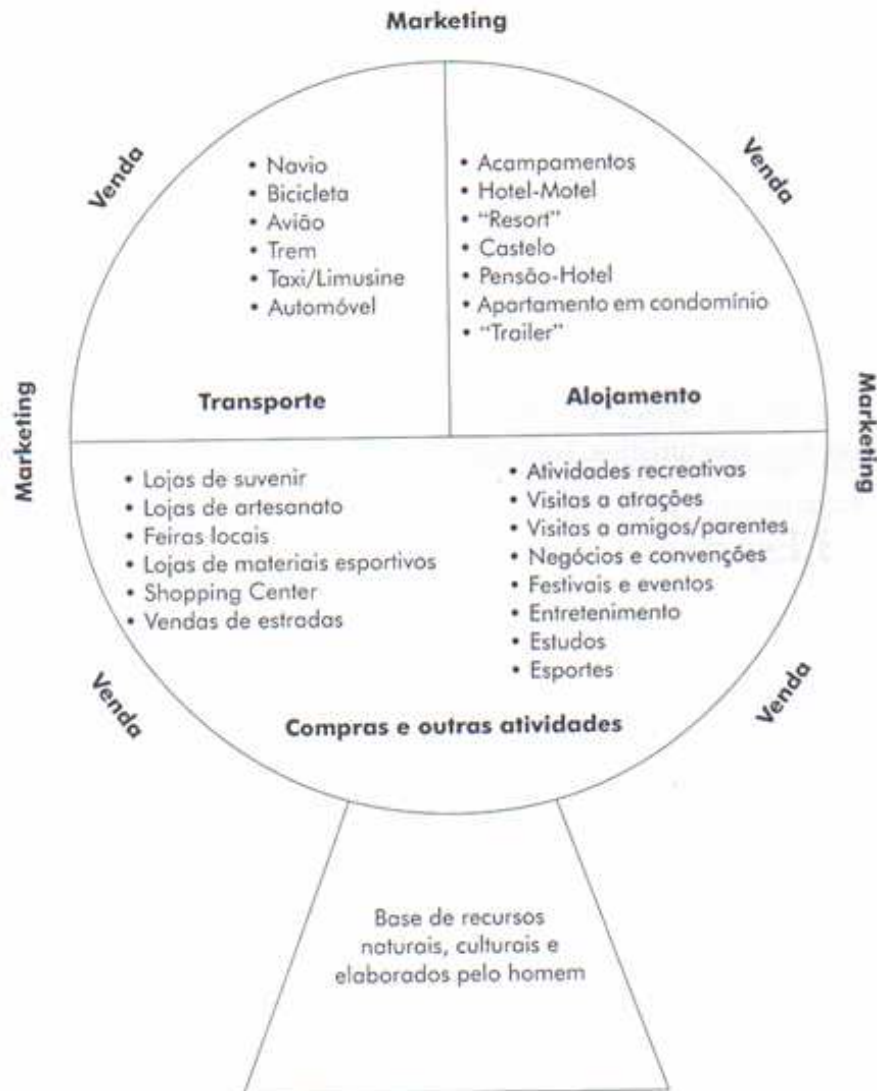 Marketing
Venda
Venda
• Navio
• Bicicleta
• Avião
• Trem
• Taxi/Limusine
• Automóvel
Transporte
• Acampamentos
• Hotel-Motel
• "Resort"
• Castelo
• Pensão-Hotel
• Apartamento em condomínio
• "Trailer"
Alojamento
Marketing
Marketing
• Lojas de suvenir
• Lojas de artesanato
• Feiras locais
• Lojas de materiais esportivos
• Shopping Center
• Vendas de estradas
• Atividades recreativas
• Visitas a atrações
• Visitas a amigos/parentes
• Negócios e convenções
• Festivais e eventos
• Entretenimento
• Estudos
• Esportes
Compras e outras atividades
Venda
Venda
Base de recursos
naturais, culturais e
elaborados pelo homem